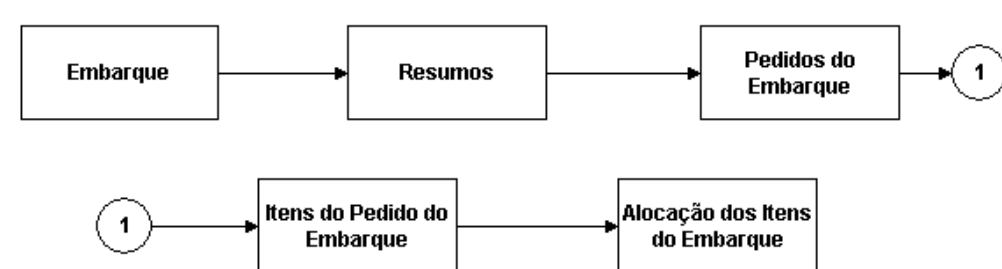 Embarque
Resumos
Pedidos do
Embarque
1
1
Itens do Pedido do
Embarque
Alocação dos Itens
do Embarque